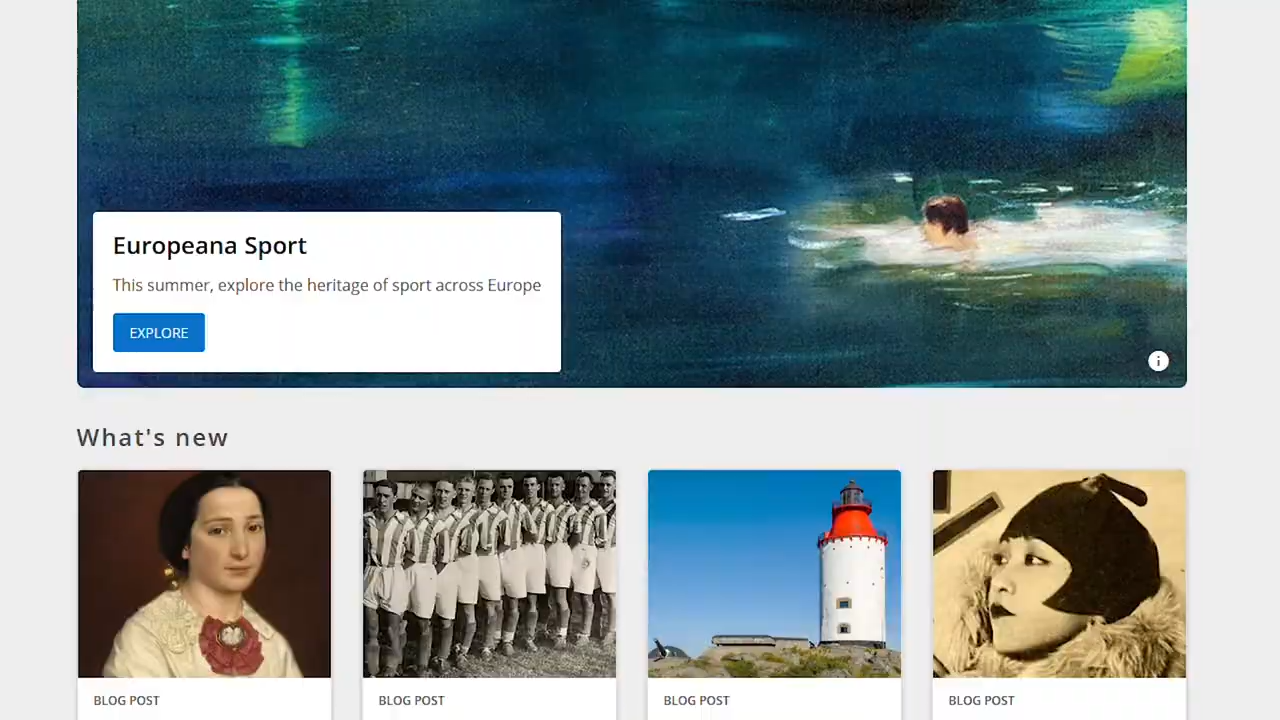 Europeana Sport
This summer, explore the heritage of sport across Europe
EXPLORE
What's new
BLOG POST
BLOG POST
BLOG POST
BLOG POST